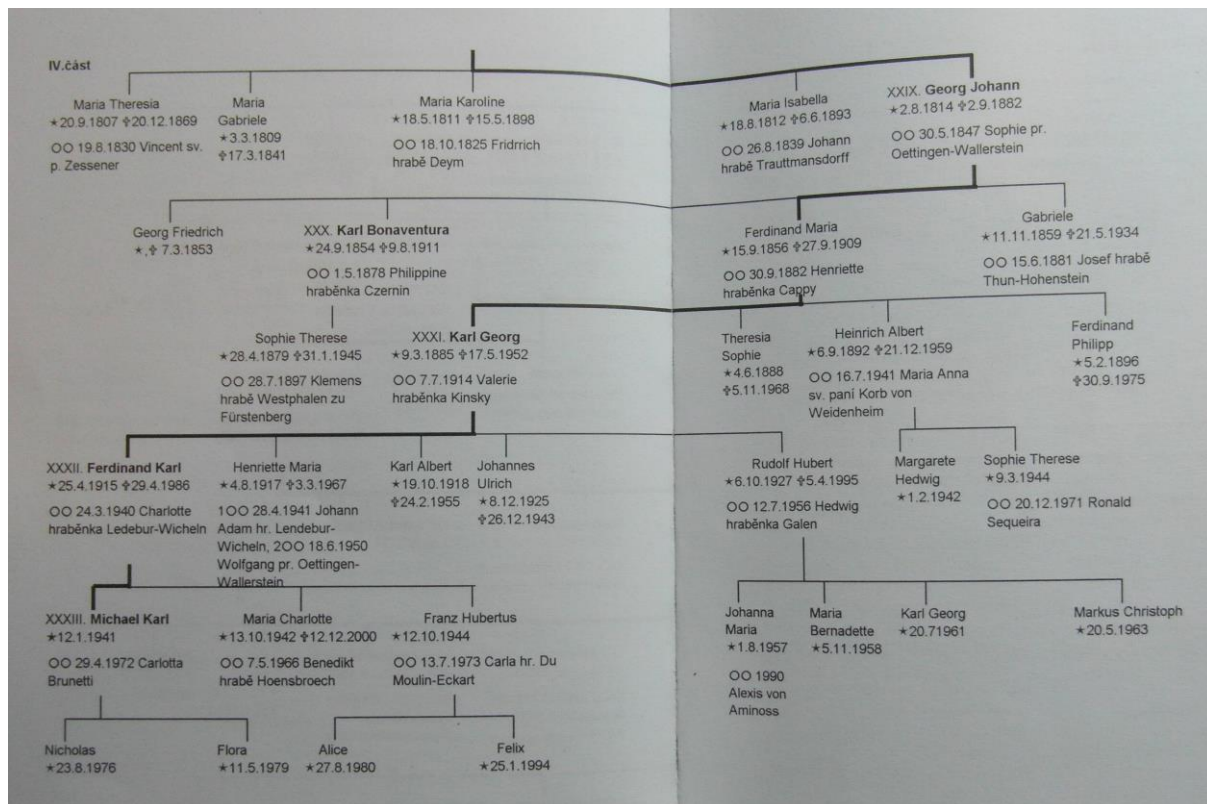 IV.část
Maria Theresia
★20.9.1807 ✞20.12.1869
OO 19.8.1830 Vincent sv.
p. Zessener
Maria
Gabriele
★3.3.1809
✞17.3.1841
Maria Karoline
★18.5.1811 ✞15.5.1898
OO 18.10.1825 Fridrrich
hrabě Deym
Maria Isabella
★18.8.1812 ✞6.6.1893
OO 26.8.1839 Johann
hrabě Trauttmansdorff
XXIX. Georg Johann
★2.8.1814 ✞2.9.1882
OO 30.5.1847 Sophie pr.
Oettingen-Wallerstein
Georg Friedrich
★,✞ 7.3.1853
XXX. Karl Bonaventura
★24.9.1854 ✞9.8.1911
OO 1.5.1878 Philippine
hraběnka Czernin
Ferdinand Maria
★15.9.1856 ✞27.9.1909
OO 30.9.1882 Henriette
hraběnka Cappy
Gabriele
★11.11.1859 ✞21.5.1934
OO 15.6.1881 Josef hrabě
Thun-Hohenstein
Sophie Therese
★28.4.1879 ✞31.1.1945
OO 28.7.1897 Klemens
hrabě Westphalen zu
Fürstenberg
XXXI. Karl Georg
★9.3.1885 ✞17.5.1952
OO 7.7.1914 Valerie
hraběnka Kinsky
Theresia
Sophie
★4.6.1888
✞5.11.1968
Heinrich Albert
★6.9.1892 ✞21.12.1959
OO 16.7.1941 Maria Anna
sv. paní Korb von
Weidenheim
Ferdinand
Philipp
★5.2.1896
✞30.9.1975
XXXII. Ferdinand Karl
★25.4.1915 ✞29.4.1986
OO 24.3.1940 Charlotte
hraběnka Ledebur-Wicheln
Henriette Maria
★4.8.1917 ✞3.3.1967
1OO 28.4.1941 Johann
Adam hr. Lendebur-
Wicheln, 2OO 18.6.1950
Wolfgang pr. Oettingen-
Wallerstein
Karl Albert
★19.10.1918
✞24.2.1955
Johannes
Ulrich
★8.12.1925
✞26.12.1943
Rudolf Hubert
★6.10.1927 ✞5.4.1995
OO 12.7.1956 Hedwig
hraběnka Galen
Margarete
Hedwig
★1.2.1942
Sophie Therese
★9.3.1944
OO 20.12.1971 Ronald
Sequeira
XXXIII. Michael Karl
★12.1.1941
OO 29.4.1972 Carlotta
Brunetti
Maria Charlotte
★13.10.1942 ✞12.12.2000
OO 7.5.1966 Benedikt
hrabě Hoensbroech
Franz Hubertus
★12.10.1944
OO 13.7.1973 Carla hr. Du
Moulin-Eckart
Johanna
Maria
★1.8.1957
OO 1990
Alexis von
Aminoss
Maria
Bernadette
★5.11.1958
Karl Georg
★20.71961
Markus Christoph
★20.5.1963
Nicholas
★23.8.1976
Flora
★11.5.1979
Alice
★27.8.1980
Felix
★25.1.1994